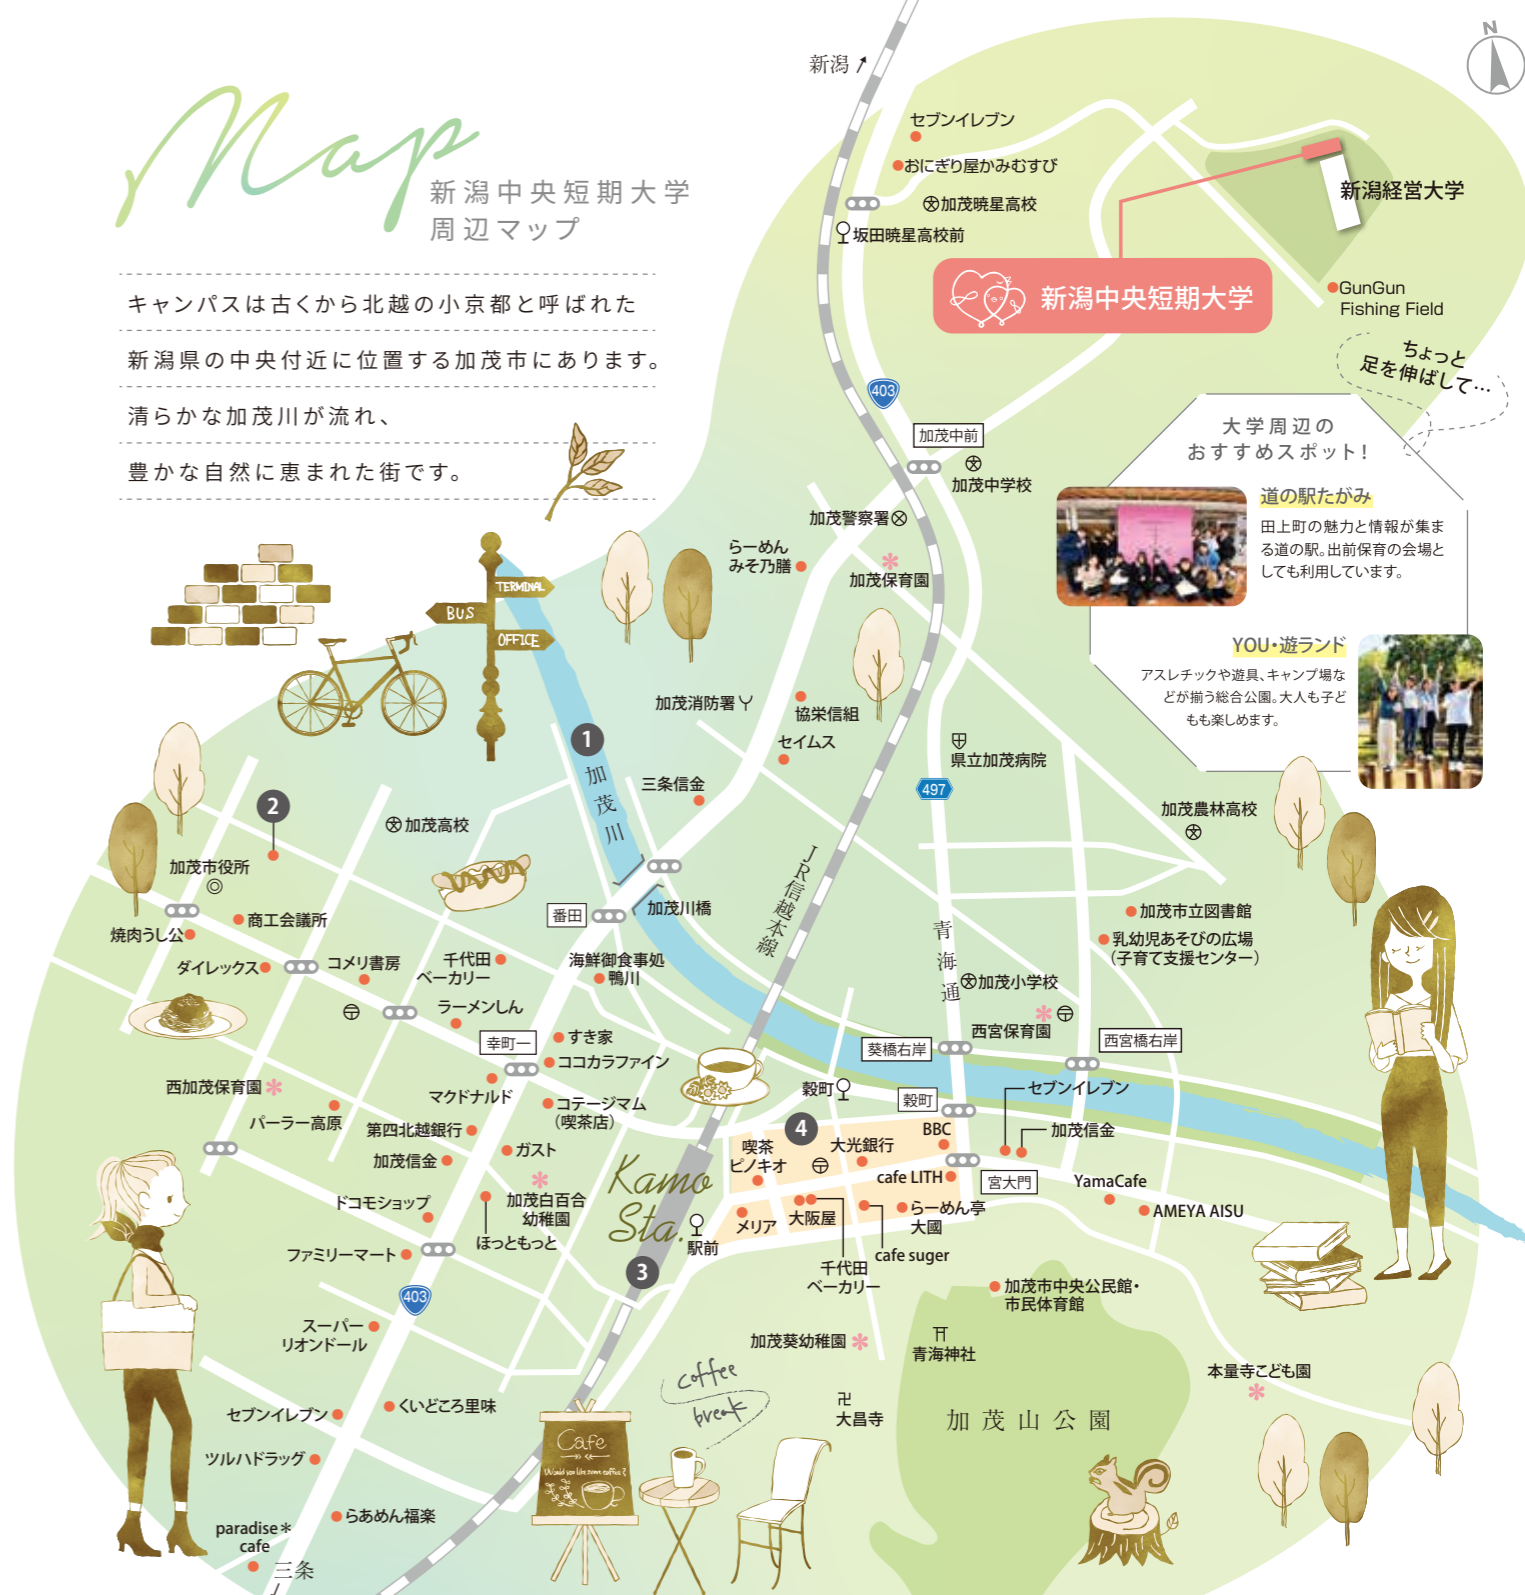 Map
新潟中央短期大学
周辺マップ
キャンパスは古くから北越の小京都と呼ばれた
新潟県の中央付近に位置する加茂市にあります。
清らかな加茂川が流れ、
豊かな自然に恵まれた街です。
N
新潟
セブンイレブン
おにぎり屋かみむすび
加茂暁星高校
坂田暁星高校前
新潟経営大学
新潟中央短期大学
GunGun
Fishing Field
ちょっと
足を伸ばして…
403
加茂中前
加茂中学校
大学周辺の
おすすめスポット!
道の駅たがみ
田上町の魅力と情報が集ま
る道の駅。出前保育の会場と
しても利用しています。
YOU・遊ランド
アスレチックや遊具、キャンプ場な
どが揃う総合公園。大人も子ど
もも楽しめます。
加茂警察署
らーめん
みそ乃膳
加茂保育園
TERMINAL
BUS
OFFICE
加茂消防署
協栄信組
セイムス
県立加茂病院
497
三条信金
1
加茂川
2
加茂高校
加茂農林高校
加茂市役所
JR信越本線
商工会議所
焼肉うし公
番田
加茂川橋
加茂市立図書館
乳幼児あそびの広場
(子育て支援センター)
青海通
ダイレックス
コメリ書房
千代田
ベーカリー
海鮮御食事処
鴨川
加茂小学校
ラーメンしん
西宮保育園
幸町一
すき家
ココカラファイン
葵橋右岸
西宮橋右岸
西加茂保育園
マクドナルド
コテージマム
(喫茶店)
穀町
穀町
セブンイレブン
パーラー高原
第四北越銀行
ガスト
加茂信金
4
喫茶
ピノキオ
大光銀行
BBC
加茂信金
cafe LITH
宮大門
YamaCafe
AMEYA AISU
加茂白百合
幼稚園
Kamo
Sta.
駅前
メリア
大阪屋
らーめん亭
大國
ドコモショップ
ほっともっと
cafe suger
千代田
ベーカリー
ファミリーマート
3
403
加茂市中央公民館・
市民体育館
スーパー
リオンドール
加茂葵幼稚園
青海神社
本量寺こども園
coffee
break
セブンイレブン
くいどころ里味
大昌寺
加茂山公園
Cafe
Would you like some coffee?
ツルハドラッグ
らあめん福楽
paradise*
cafe
三条